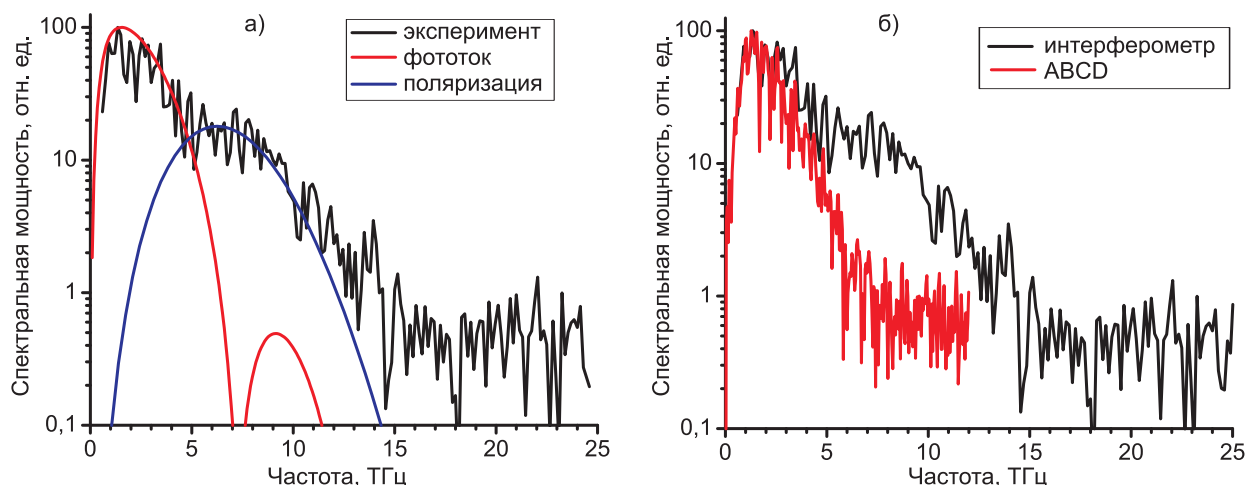 а)
эксперимент
фототок
поляризация
Спектральная мощность, отн. ед.
100
10
1
0,1
0 5 10 15 20 25
Частота, ТГц
б)
интерферометр
ABCD
Спектральная мощность, отн. ед.
100
10
1
0,1
0 5 10 15 20 25
Частота, ТГц